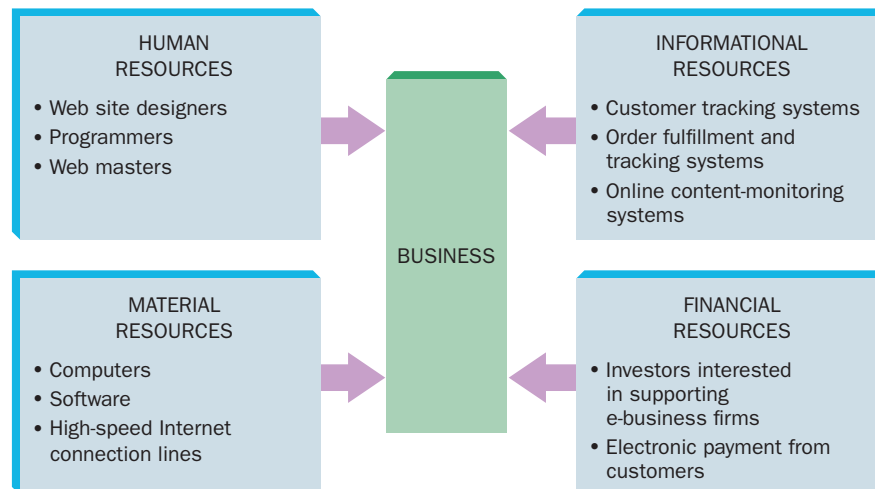 HUMAN
RESOURCES
• Web site designers
• Programmers
• Web masters
INFORMATIONAL
RESOURCES
• Customer tracking systems
• Order fulfillment and
tracking systems
• Online content-monitoring
systems
BUSINESS
MATERIAL
RESOURCES
• Computers
• Software
• High-speed Internet
connection lines
FINANCIAL
RESOURCES
• Investors interested
in supporting
e-business firms
• Electronic payment from
customers